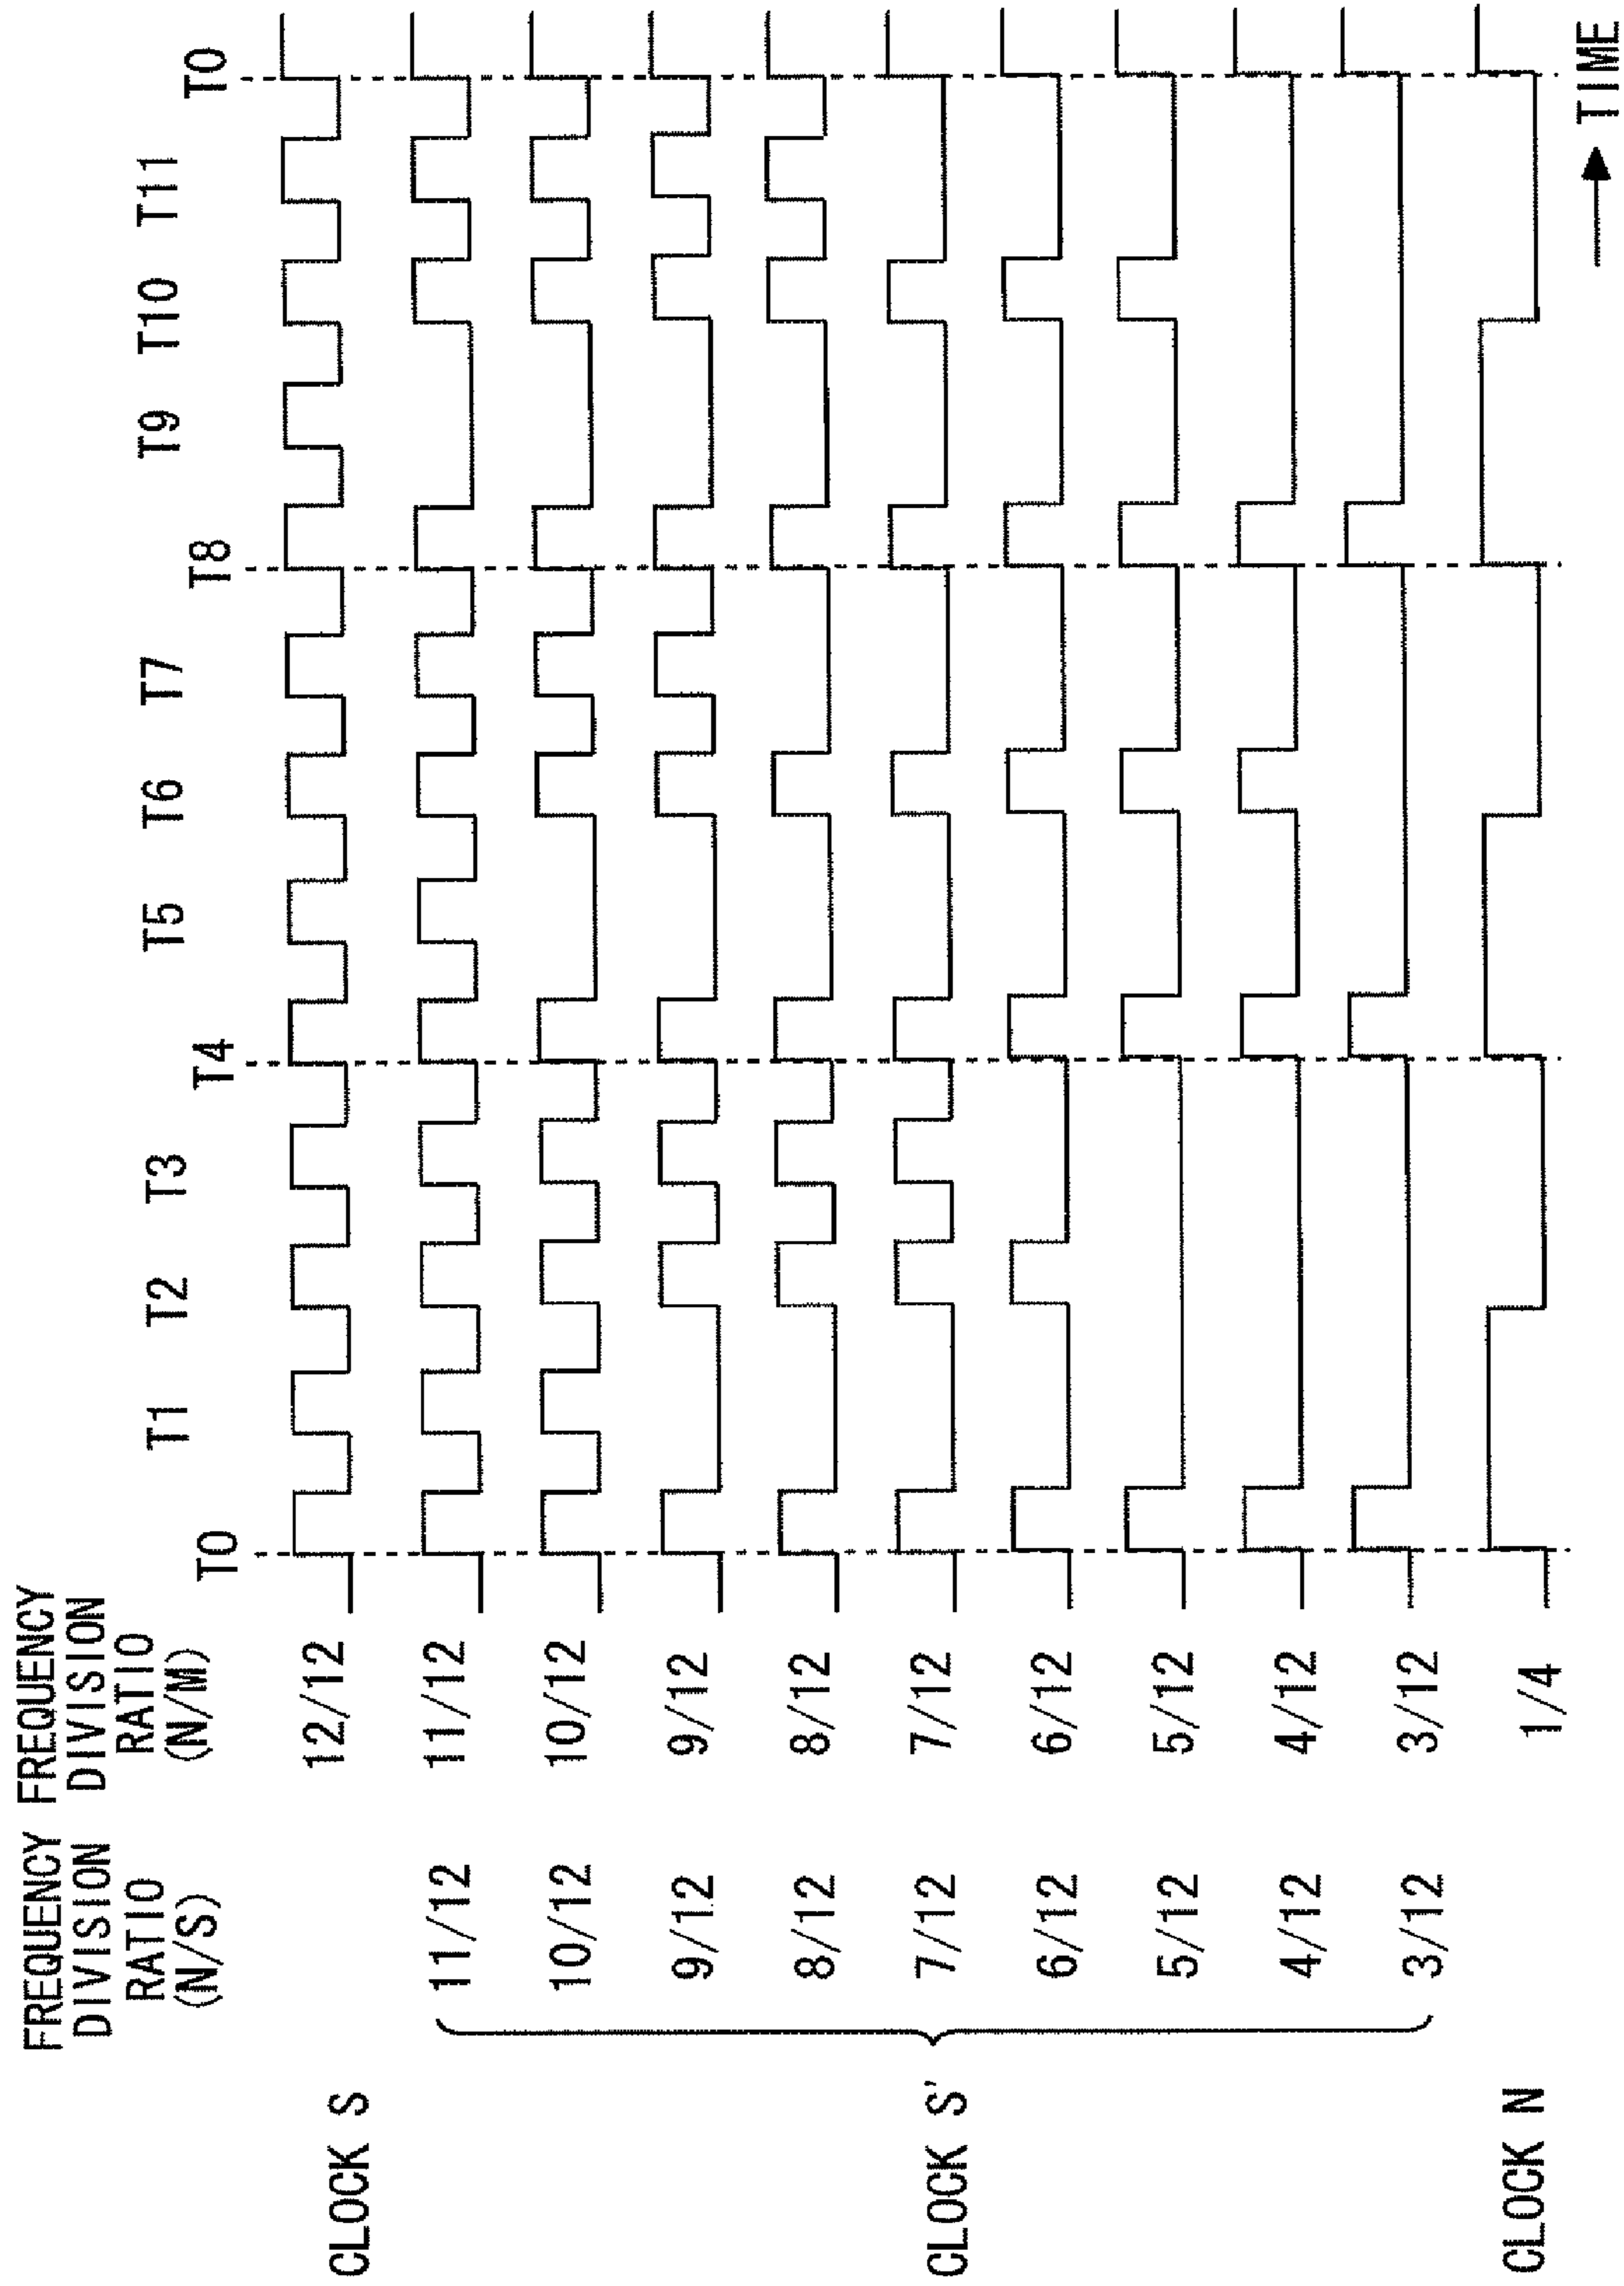 FREQUENCY
DIVISION
RATIO
(N/S)
FREQUENCY
DIVISION
RATIO
(N/M)
T0
T1
T2
T3
T4
T5
T6
T7
T8
T9
T10
T11
T0
CLOCK S
12/12
11/12
11/12
10/12
10/12
9/12
9/12
8/12
8/12
CLOCK S'
7/12
7/12
6/12
6/12
5/12
5/12
4/12
4/12
3/12
3/12
CLOCK N
1/4
TIME